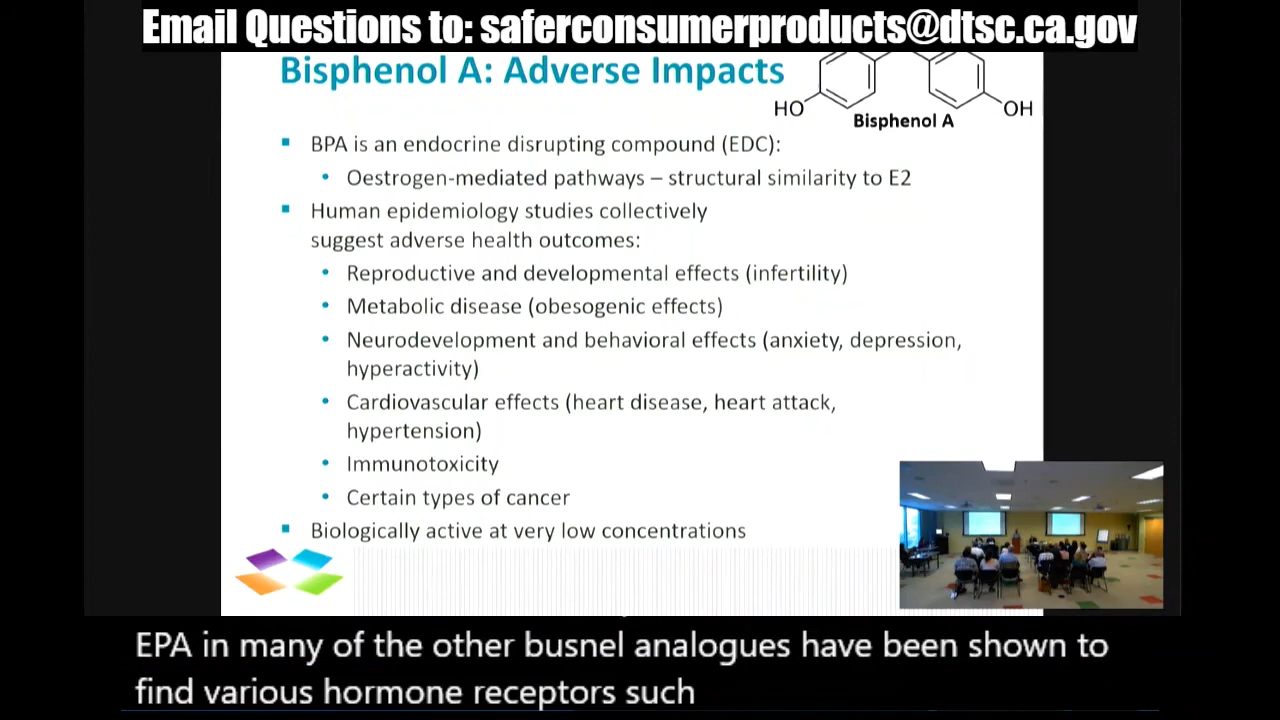 Email Questions to: saferconsumerproducts@dtsc.ca.gov
Bisphenol A: Adverse Impacts
HO
OH
Bisphenol A
BPA is an endocrine disrupting compound (EDC):
Oestrogen-mediated pathways – structural similarity to E2
Human epidemiology studies collectively
suggest adverse health outcomes:
Reproductive and developmental effects (infertility)
Metabolic disease (obesogenic effects)
Neurodevelopment and behavioral effects (anxiety, depression,
hyperactivity)
Cardiovascular effects (heart disease, heart attack,
hypertension)
Immunotoxicity
Certain types of cancer
Biologically active at very low concentrations
EPA in many of the other busnel analogues have been shown to
find various hormone receptors such